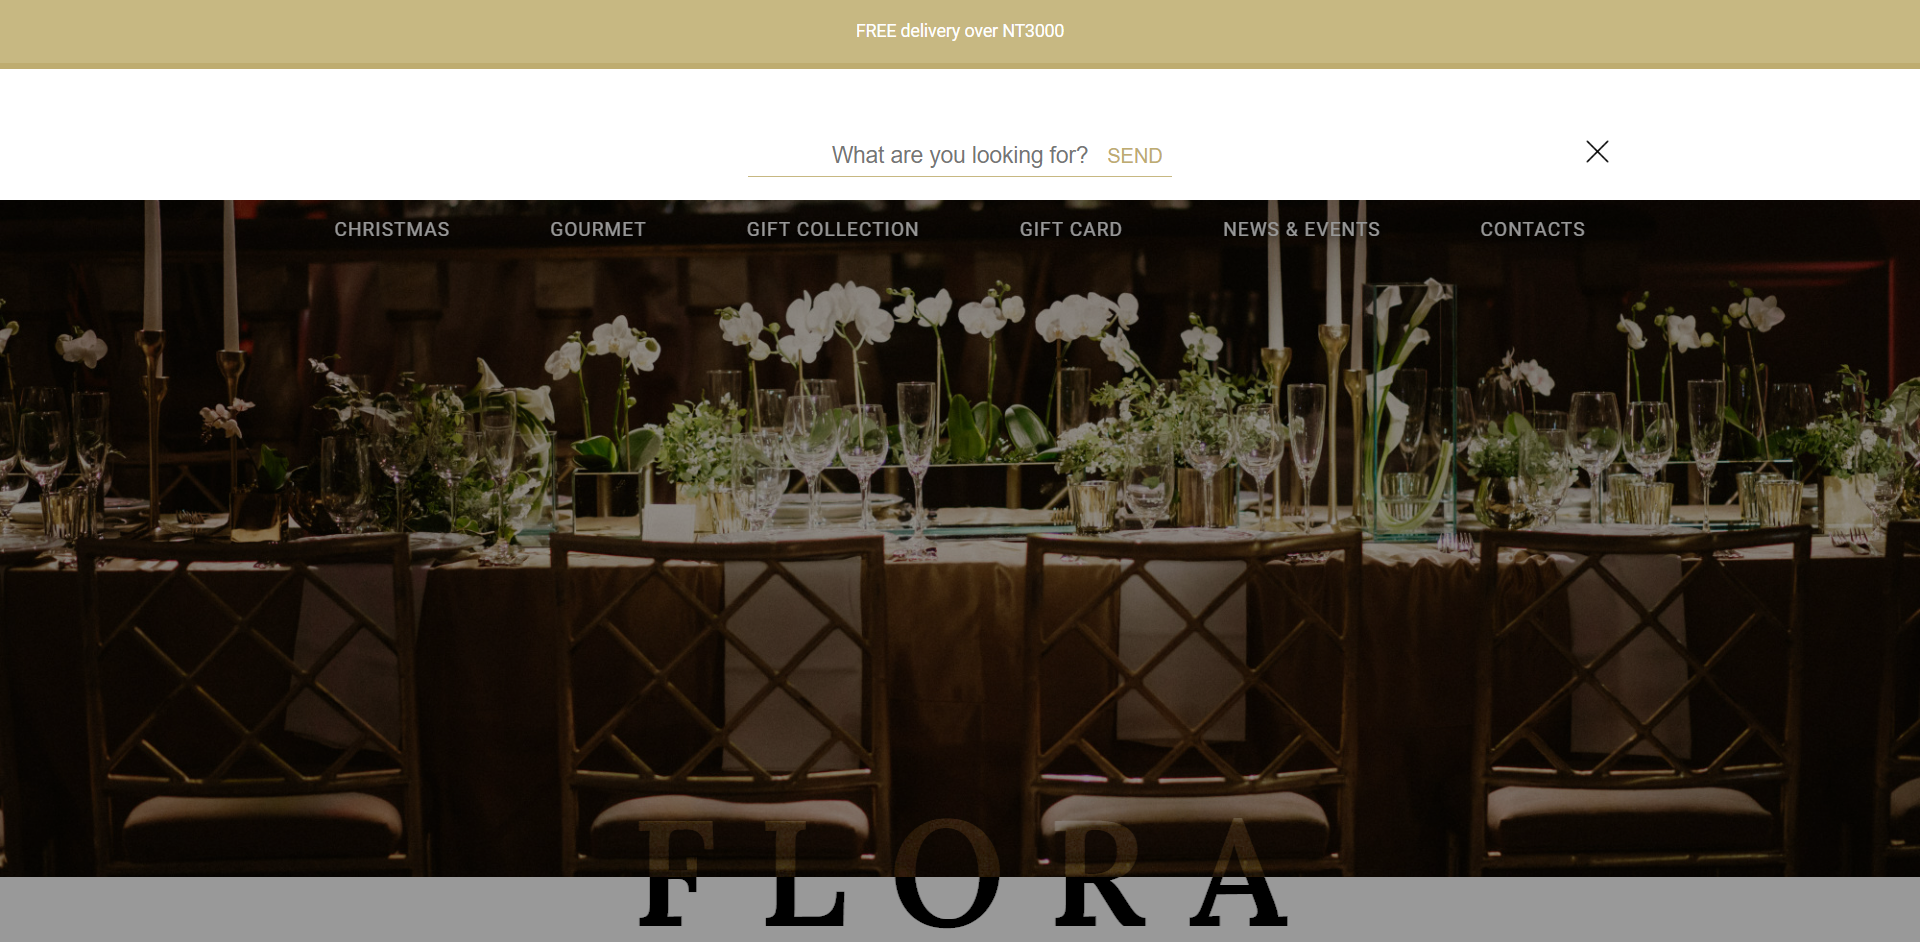 FREE delivery over NT3000
What are you looking for? SEND
CHRISTMAS GOURMET GIFT COLLECTION GIFT CARD NEWS & EVENTS CONTACTS
FLORA